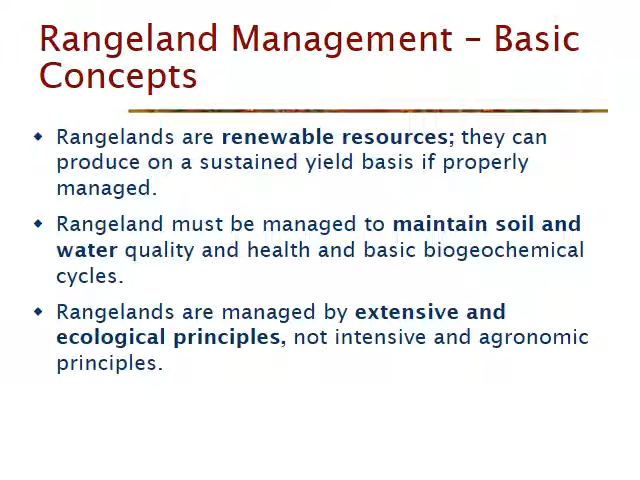 Rangeland Management – Basic
Concepts
◆ Rangelands are renewable resources; they can
produce on a sustained yield basis if properly
managed.
◆ Rangeland must be managed to maintain soil and
water quality and health and basic biogeochemical
cycles.
◆ Rangelands are managed by extensive and
ecological principles, not intensive and agronomic
principles.